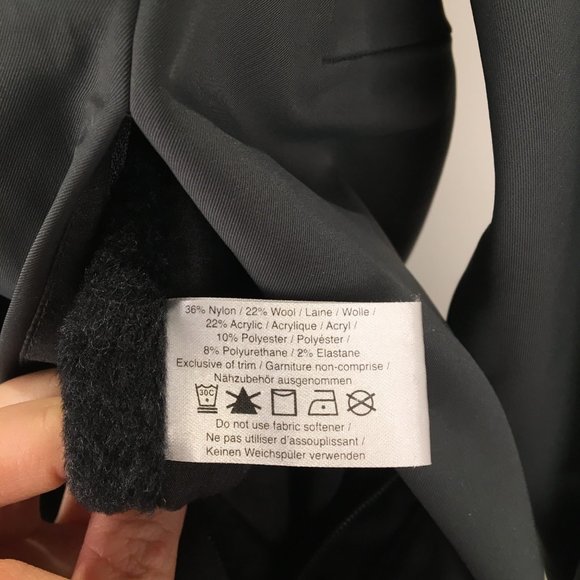 36% Nylon / 22% Wool / Laine / Wolle /
22% Acrylic / Acrylique / Acryl /
10% Polyester / Polyéster /
8% Polyurethane / 2% Elastane
Exclusive of trim / Garniture non-comprise /
Nähzubehör ausgenommen
30C
Do not use fabric softener /
Ne pas utiliser d'assouplissant /
Keinen Weichspüler verwenden